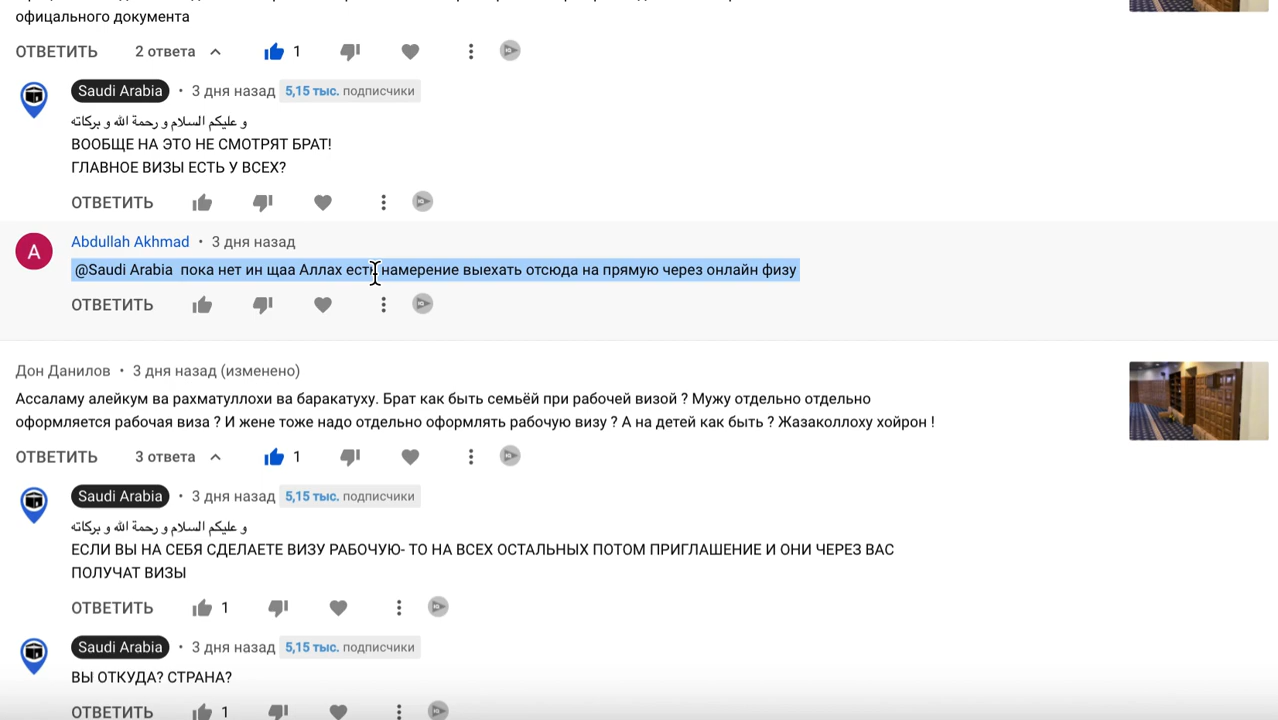 офицального документа
ОТВЕТИТЬ 2 ответа 1
Saudi Arabia • 3 дня назад 5,15 тыс. подписчики
و عليكم السلام و رحمة الله و بركاته
ВООБЩЕ НА ЭТО НЕ СМОТРЯТ БРАТ!
ГЛАВНОЕ ВИЗЫ ЕСТЬ У ВСЕХ?
ОТВЕТИТЬ
A
Abdullah Akhmad • 3 дня назад
@Saudi Arabia пока нет ин щаа Аллах есть намерение выехать отсюда на прямую через онлайн физу
ОТВЕТИТЬ
Дон Данилов • 3 дня назад (изменено)
Ассаламу алейкум ва рахматуллохи ва баракатуху. Брат как быть семьёй при рабочей визой ? Мужу отдельно отдельно
оформляется рабочая виза ? И жене тоже надо отдельно оформлять рабочую визу ? А на детей как быть ? Жазаколлоху хойрон !
ОТВЕТИТЬ 3 ответа 1
Saudi Arabia • 3 дня назад 5,15 тыс. подписчики
و عليكم السلام و رحمة الله و بركاته
ЕСЛИ ВЫ НА СЕБЯ СДЕЛАЕТЕ ВИЗУ РАБОЧУЮ- ТО НА ВСЕХ ОСТАЛЬНЫХ ПОТОМ ПРИГЛАШЕНИЕ И ОНИ ЧЕРЕЗ ВАС
ПОЛУЧАТ ВИЗЫ
ОТВЕТИТЬ 1
Saudi Arabia • 3 дня назад 5,15 тыс. подписчики
ВЫ ОТКУДА? СТРАНА?
ОТВЕТИТЬ 1